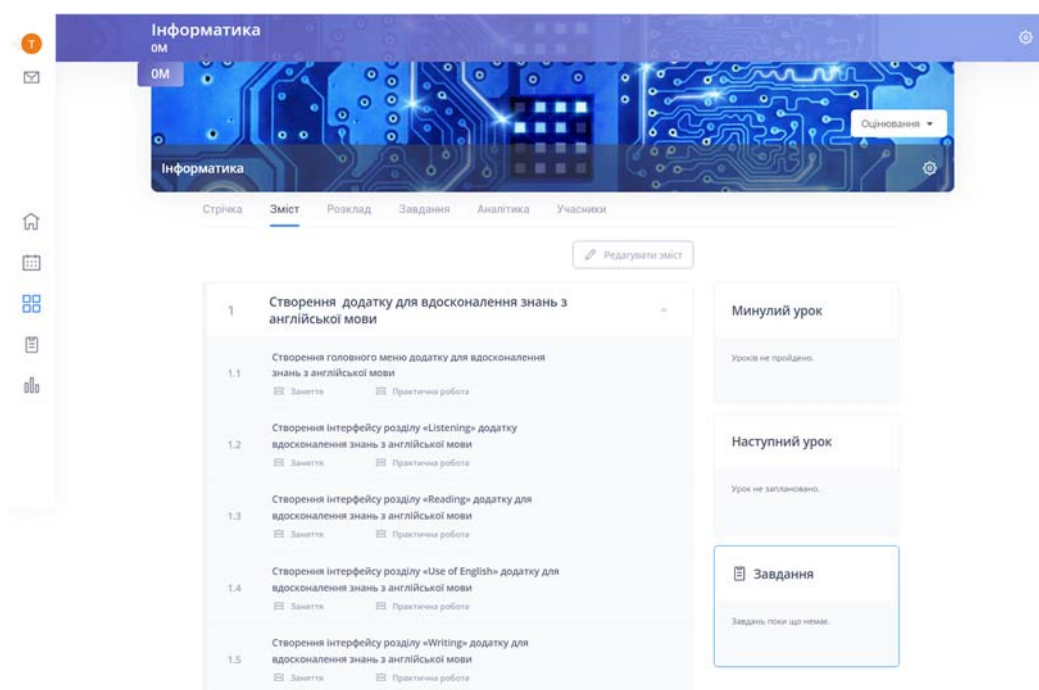 Т
Інформатика
0М
0М
Оцінювання
Інформатика
Стрічка Зміст Розклад Завдання Аналітика Учасники
Редагувати зміст
1 Створення додатку для вдосконалення знань з
англійської мови
1.1 Створення головного меню додатку для вдосконалення
знань з англійської мови
Заняття Практична робота
1.2 Створення інтерфейсу розділу «Listening» додатку
вдосконалення знань з англійської мови
Заняття Практична робота
1.3 Створення інтерфейсу розділу «Reading» додатку для
вдосконалення знань з англійської мови
Заняття Практична робота
1.4 Створення інтерфейсу розділу «Use of English» додатку для
вдосконалення знань з англійської мови
Заняття Практична робота
1.5 Створення інтерфейсу розділу «Writing» додатку для
вдосконалення знань з англійської мови
Заняття Практична робота
Минулий урок
Уроків не пройдено.
Наступний урок
Урок не заплановано.
Завдання
Завдань поки що немає.